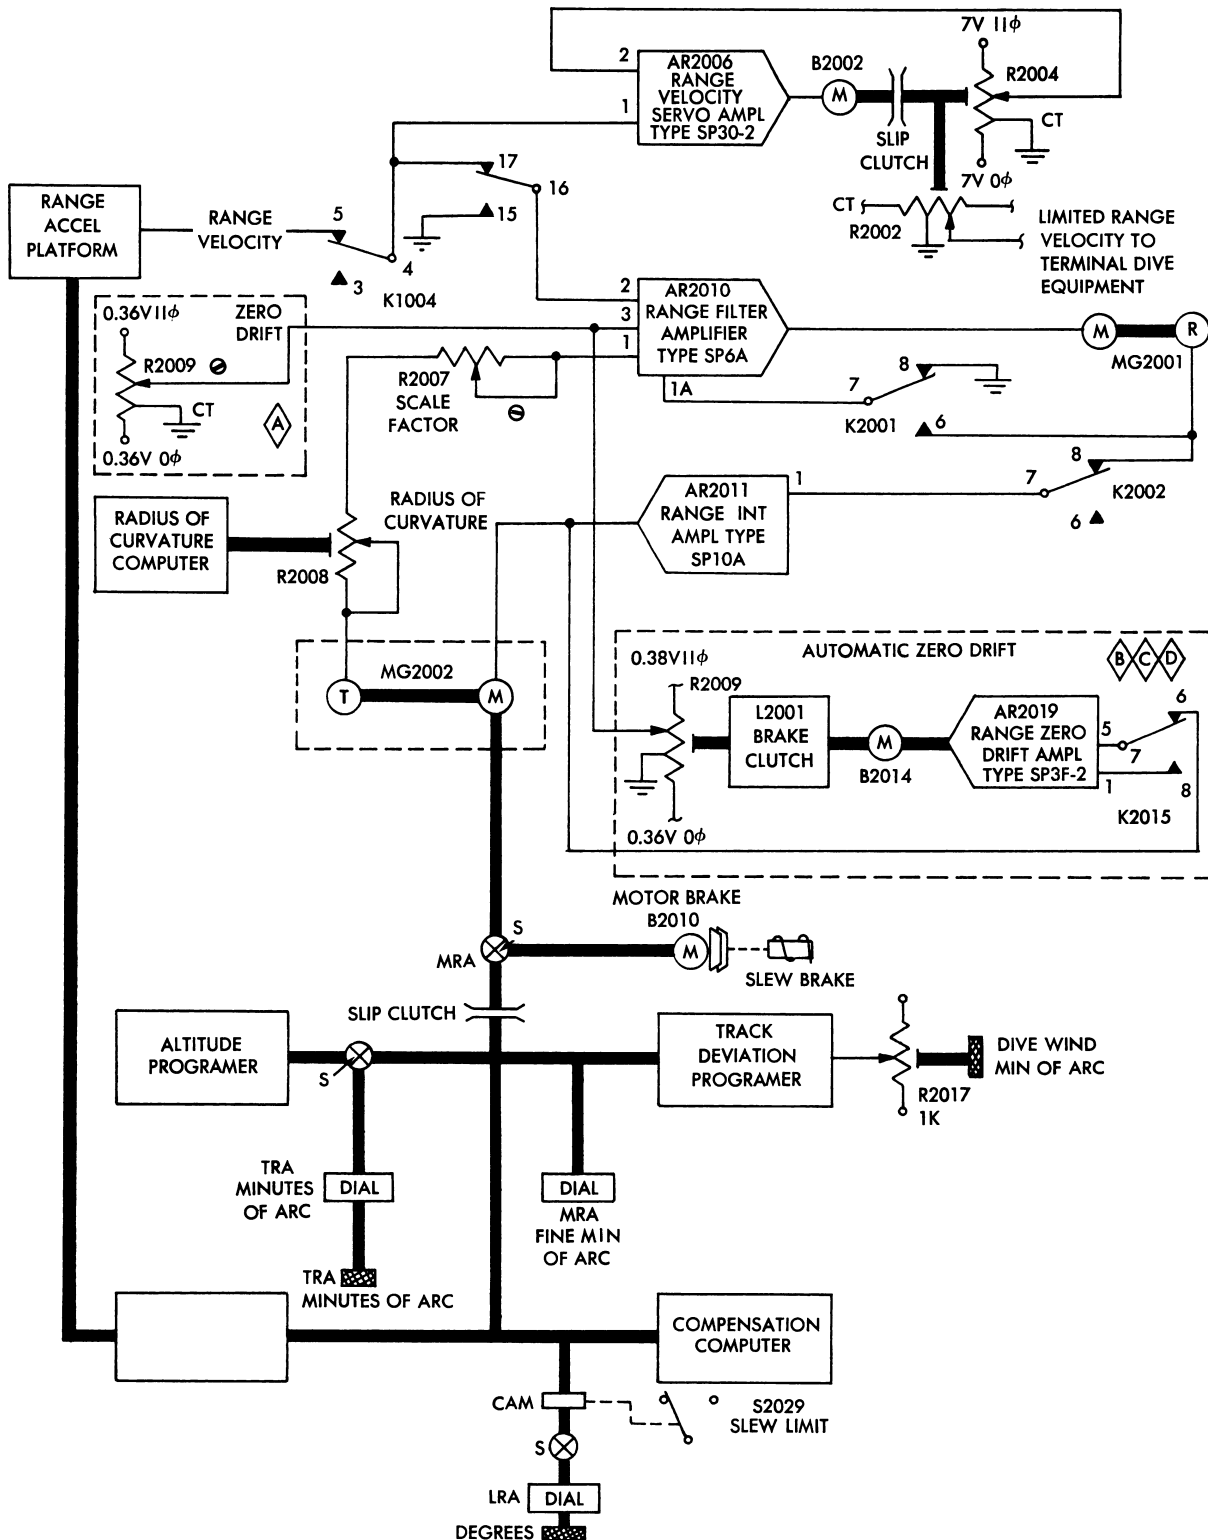 7V 11ϕ
2
AR2006
RANGE
VELOCITY
SERVO AMPL
TYPE SP30-2
B2002
M
R2004
1
CT
SLIP
CLUTCH
7V 0ϕ
17
16
15
RANGE
ACCEL
PLATFORM
RANGE
VELOCITY
5
4
3
K1004
CT
R2002
LIMITED RANGE
VELOCITY TO
TERMINAL DIVE
EQUIPMENT
0.36V11ϕ
ZERO
DRIFT
R2009
CT
A
0.36V 0ϕ
2
3
1
AR2010
RANGE FILTER
AMPLIFIER
TYPE SP6A
1A
M
R
MG2001
R2007
SCALE
FACTOR
7
8
K2001
6
8
7
K2002
6
RADIUS OF
CURVATURE
COMPUTER
RADIUS OF
CURVATURE
R2008
AR2011
RANGE INT
AMPL TYPE
SP10A
1
MG2002
T
M
AUTOMATIC ZERO DRIFT
B C D
0.38V11ϕ
R2009
L2001
BRAKE
CLUTCH
M
B2014
AR2019
RANGE ZERO
DRIFT AMPL
TYPE SP3F-2
5
6
7
1
8
K2015
0.36V 0ϕ
MOTOR BRAKE
B2010
S
MRA
M
SLEW BRAKE
SLIP CLUTCH
ALTITUDE
PROGRAMER
S
TRACK
DEVIATION
PROGRAMER
DIVE WIND
MIN OF ARC
R2017
1K
TRA
MINUTES
OF ARC
DIAL
DIAL
MRA
FINE MIN
OF ARC
TRA
MINUTES OF ARC
COMPENSATION
COMPUTER
CAM
S2029
SLEW LIMIT
S
LRA
DIAL
DEGREES